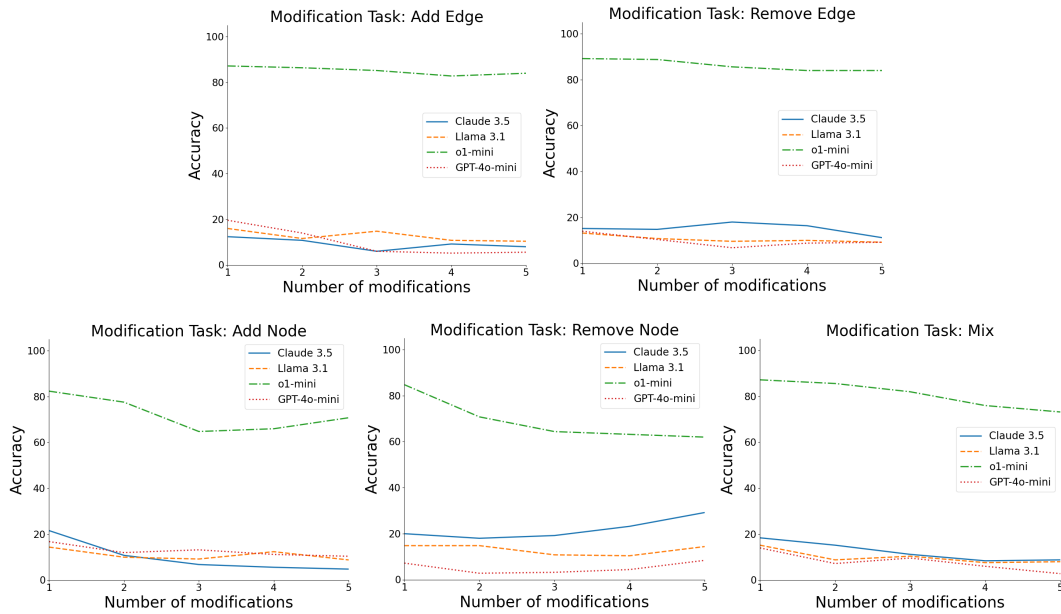 Modification Task: Add Edge
100
80
60
40
20
0
Accuracy
Claude 3.5
Llama 3.1
o1-mini
GPT-4o-mini
1 2 3 4 5
Number of modifications
Modification Task: Remove Edge
100
80
60
40
20
0
Accuracy
Claude 3.5
Llama 3.1
o1-mini
GPT-4o-mini
1 2 3 4 5
Number of modifications
Modification Task: Add Node
100
80
60
40
20
0
Accuracy
Claude 3.5
Llama 3.1
o1-mini
GPT-4o-mini
1 2 3 4 5
Number of modifications
Modification Task: Remove Node
100
80
60
40
20
0
Accuracy
Claude 3.5
Llama 3.1
o1-mini
GPT-4o-mini
1 2 3 4 5
Number of modifications
Modification Task: Mix
100
80
60
40
20
0
Accuracy
Claude 3.5
Llama 3.1
o1-mini
GPT-4o-mini
1 2 3 4 5
Number of modifications